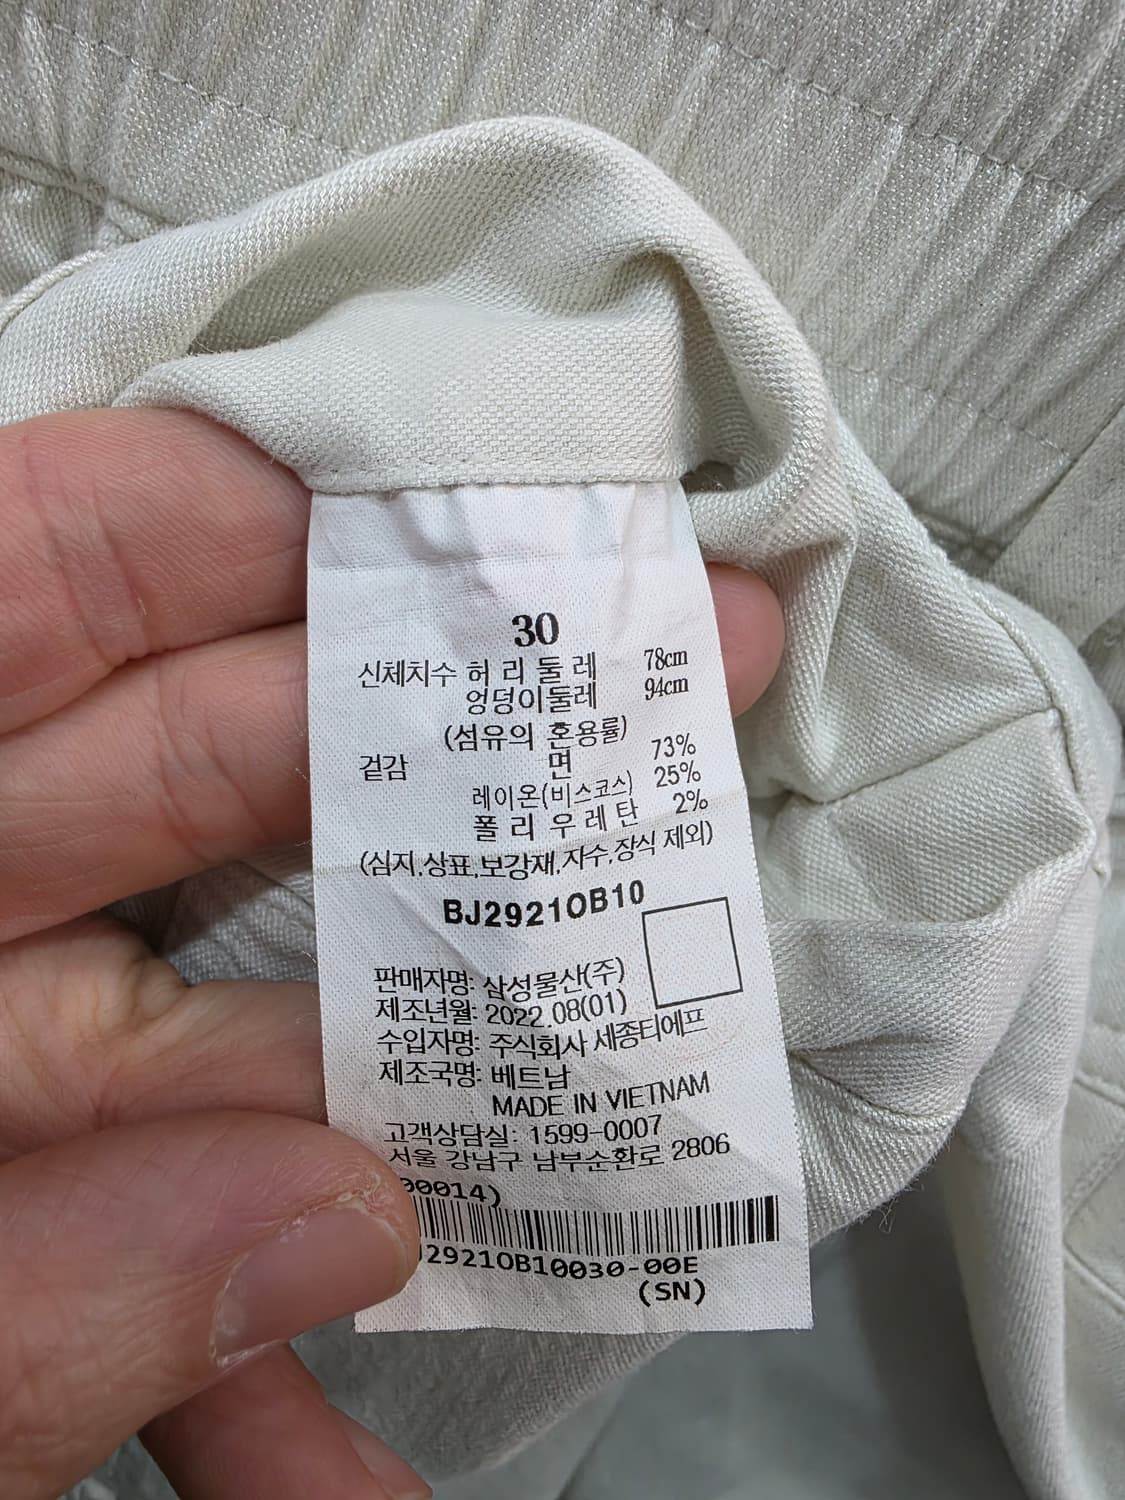 30
신체치수 허 리 둘 레 78cm
엉덩이둘레 94cm
(섬유의 혼용률)
겉감 면 73%
레이온(비스코스) 25%
폴 리 우 레 탄 2%
(심지,상표,보강재,자수,장식 제외)
BJ2921OB10
판매자명: 삼성물산(주)
제조년월: 2022.08(01)
수입자명: 주식회사 세종티에프
제조국명: 베트남
MADE IN VIETNAM
고객상담실: 1599-0007
서울 강남구 남부순환로 2806
00014)
2921OB10030-00E
(SN)